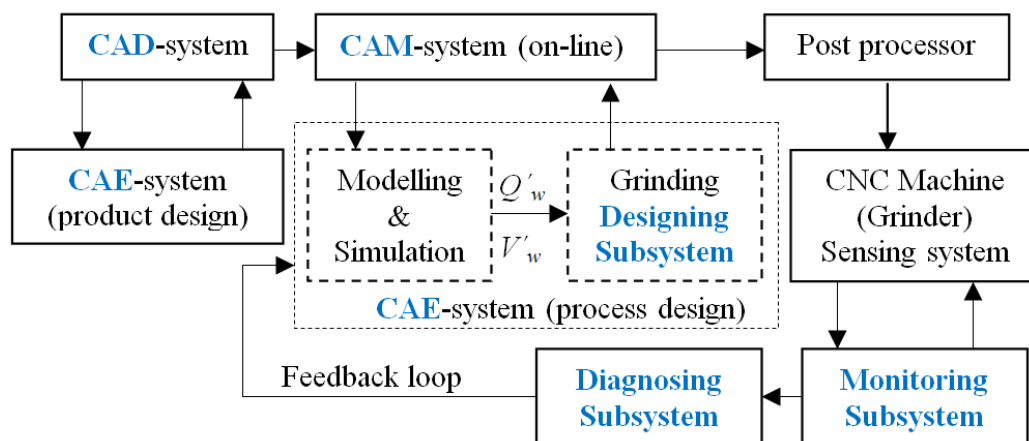 CAD-system
CAM-system (on-line)
Post processor
CAE-system
(product design)
Modelling
&
Simulation
Q′w
V′w
Grinding
Designing
Subsystem
CAE-system (process design)
CNC Machine
(Grinder)
Sensing system
Feedback loop
Diagnosing
Subsystem
Monitoring
Subsystem